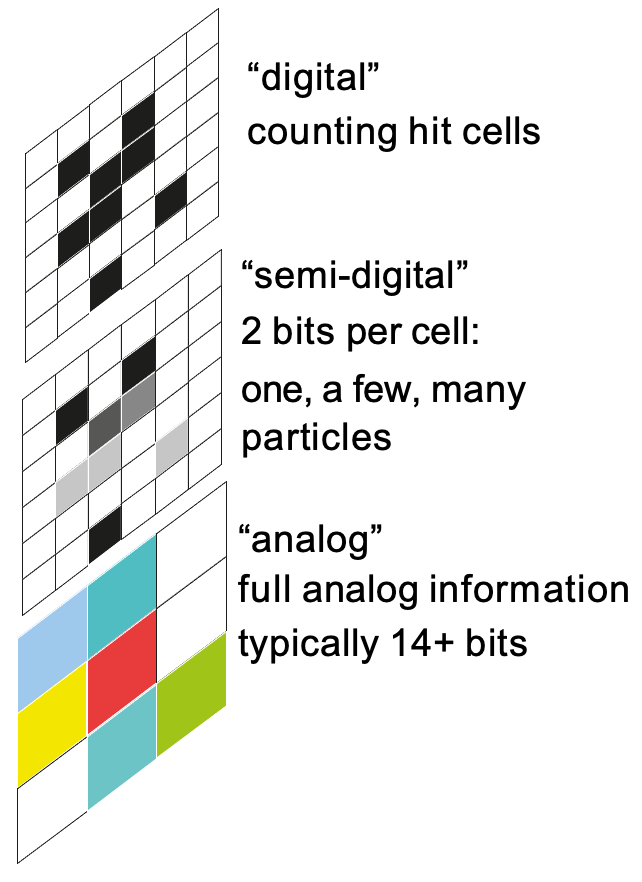 “digital”
counting hit cells
“semi-digital”
2 bits per cell:
one, a few, many
particles
“analog”
full analog information
typically 14+ bits